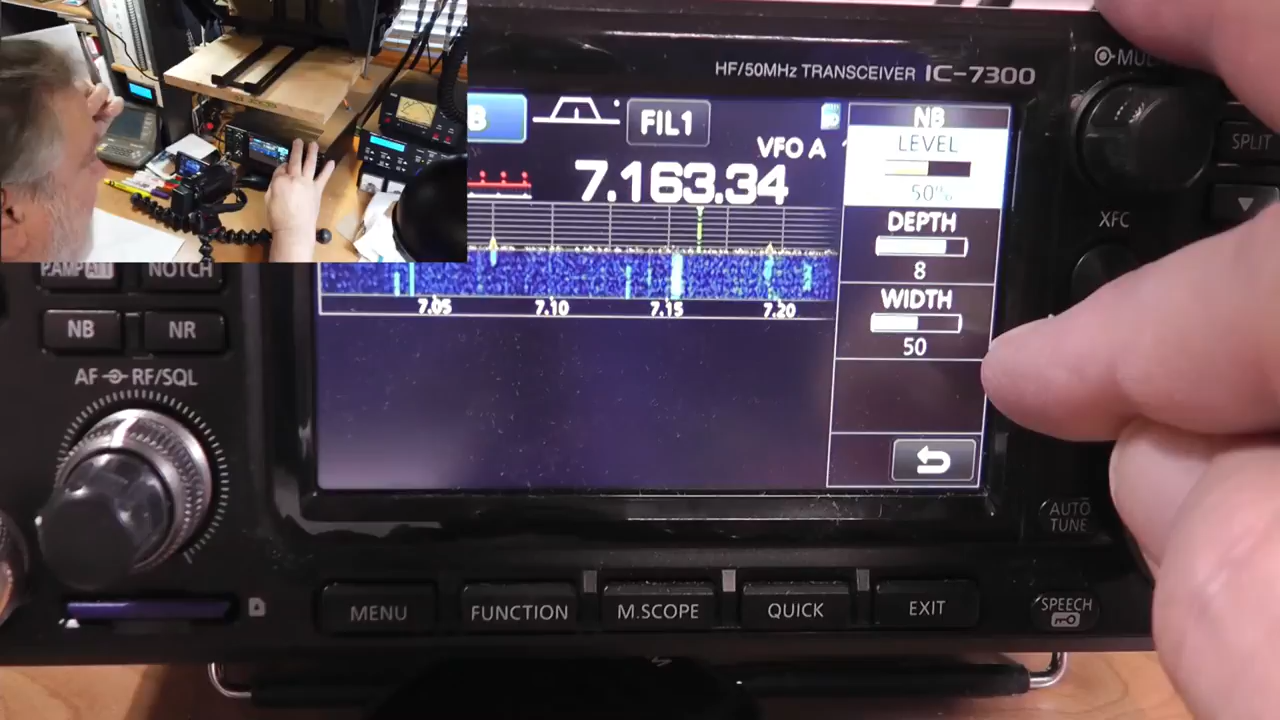 HF/50MHz TRANSCEIVER IC-7300
FIL1
VFO A
7.163.34
7.05 7.10 7.15 7.20
NB
LEVEL
50%
DEPTH
8
WIDTH
50
SPLIT
XFC
P.AMP ATT NOTCH
NB NR
AF RF/SQL
AUTO
TUNE
MENU FUNCTION M.SCOPE QUICK EXIT
SPEECH